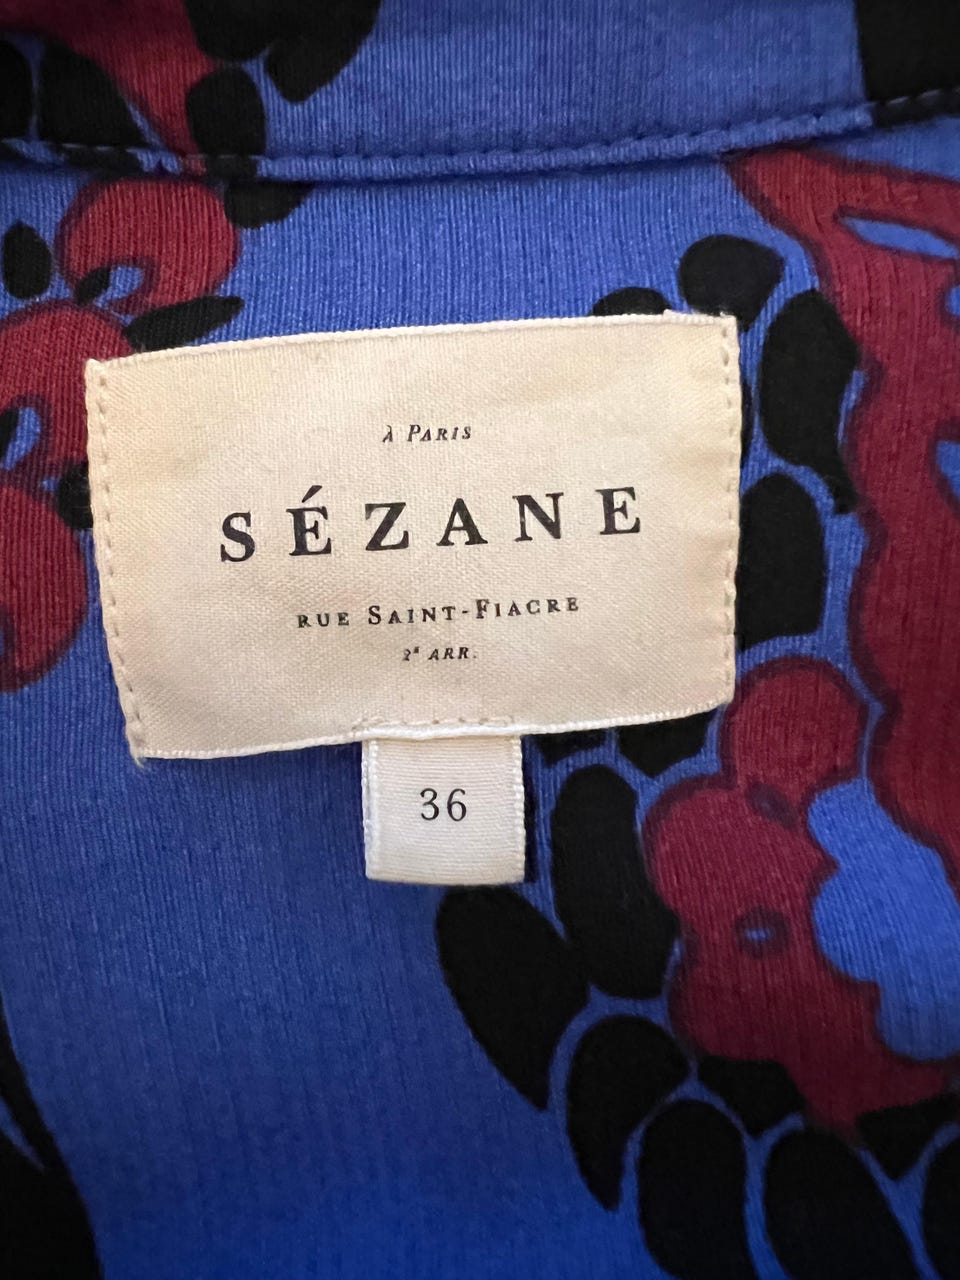 À PARIS
SÉZANE
RUE SAINT-FIACRE
2ᵉ ARR.
36